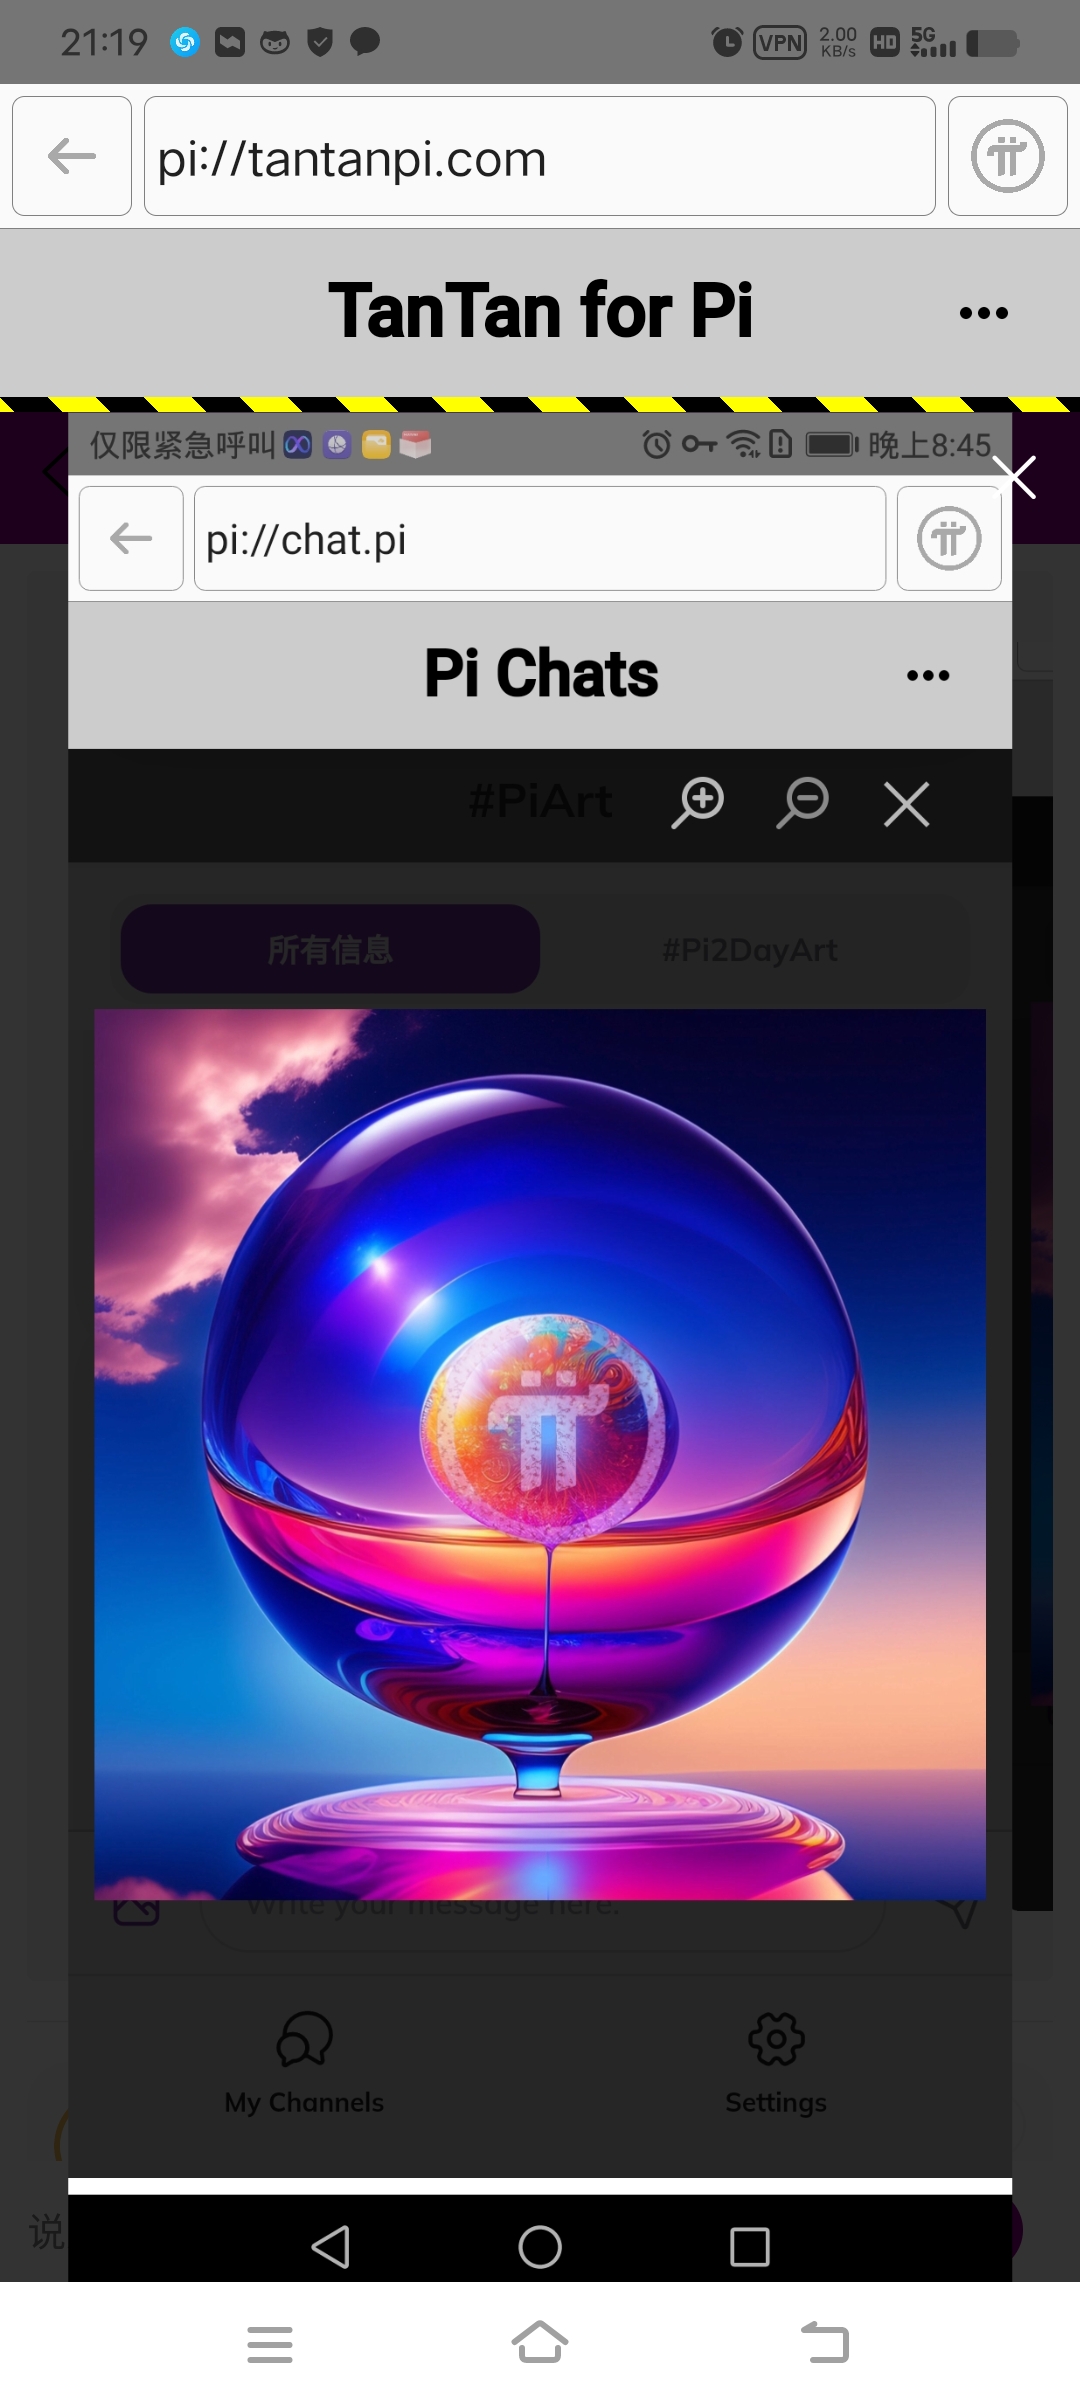 21:19
VPN
2.00
KB/s
HD
5G
pi://tantanpi.com
TanTan for Pi
仅限紧急呼叫
晚上8:45
pi://chat.pi
Pi Chats
#PiArt
所有信息
#Pi2DayArt
Write your message here.
My Channels
Settings
说